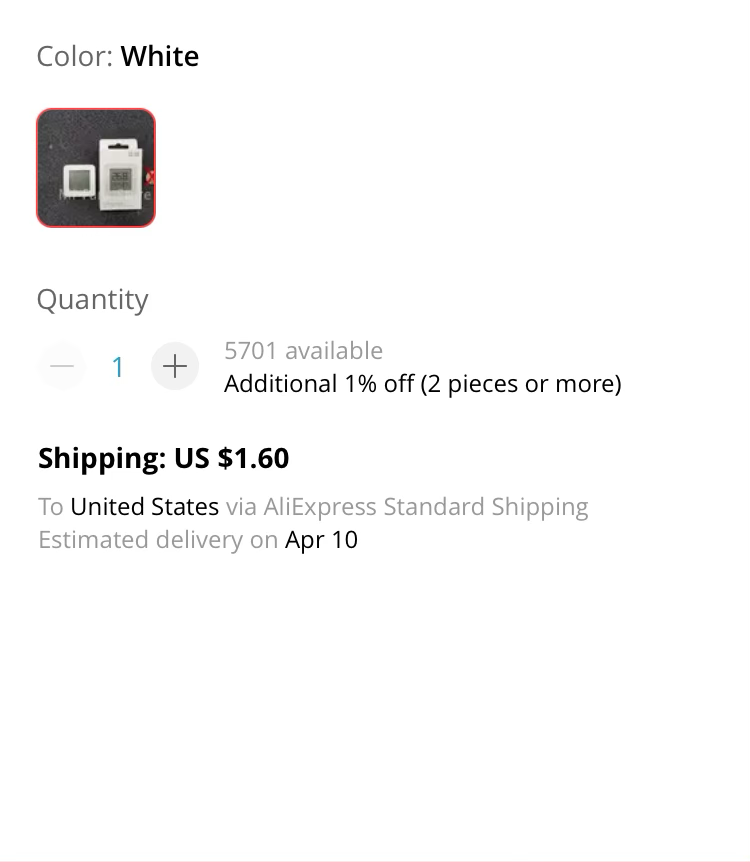 Color: White
Quantity
1
5701 available
Additional 1% off (2 pieces or more)
Shipping: US $1.60
To United States via AliExpress Standard Shipping
Estimated delivery on Apr 10